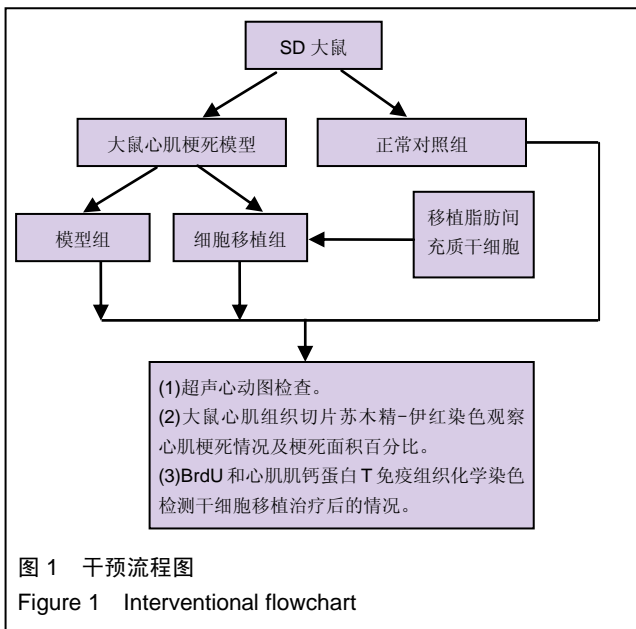 SD 大鼠
大鼠心肌梗死模型
正常对照组
模型组
细胞移植组
移植脂肪间
充质干细胞
(1)超声心动图检查。
(2)大鼠心肌组织切片苏木精-伊红染色观察
心肌梗死情况及梗死面积百分比。
(3)BrdU 和心肌肌钙蛋白 T 免疫组织化学染色
检测干细胞移植治疗后的情况。
图 1 干预流程图
Figure 1 Interventional flowchart